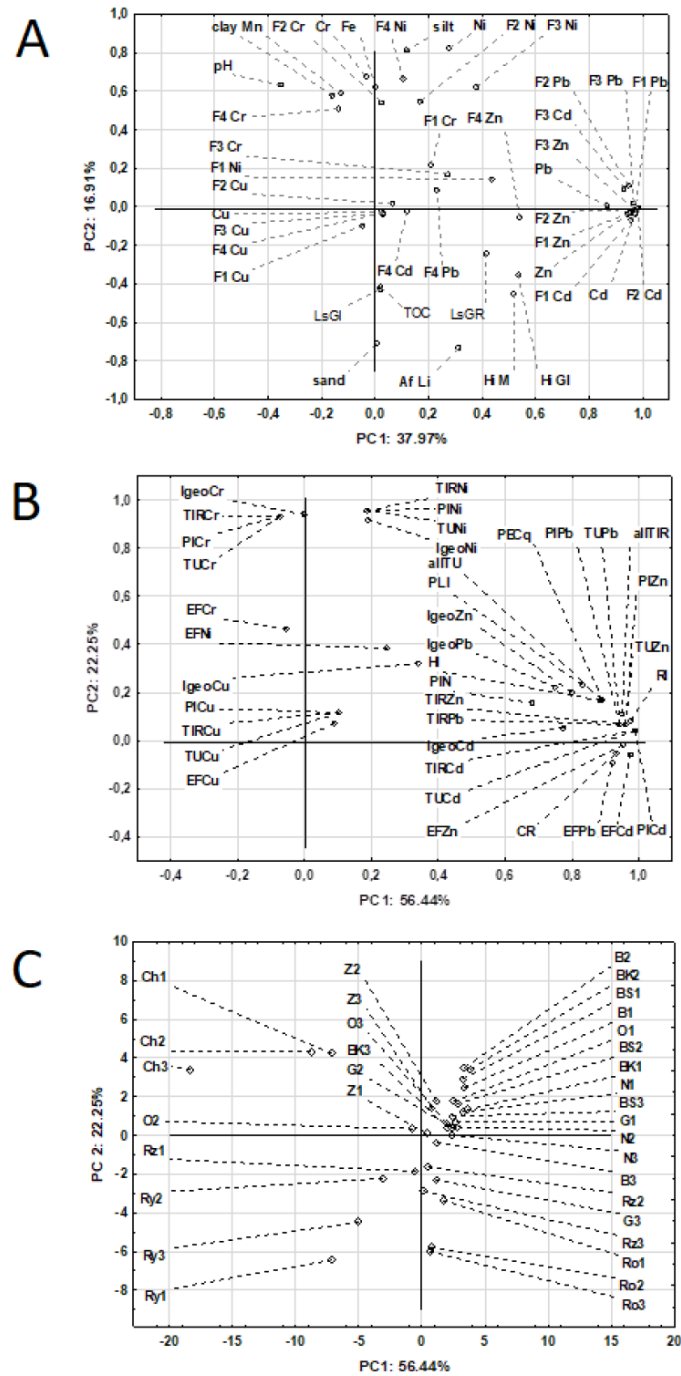 A
clay Mn F2 Cr Cr Fe F4 Ni silt Ni F2 Ni F3 Ni
pH
F4 Cr
F3 Cr
F1 Ni
F2 Cu
Cu
F3 Cu
F4 Cu
F1 Cu
F1 Cr F4 Zn
F2 Pb F3 Pb F1 Pb
F3 Cd
F3 Zn
Pb
F2 Zn
F1 Zn
Zn
F1 Cd Cd F2 Cd
F4 Cd F4 Pb
LsGI TOC LsGR
sand Af Li Hi M Hi GI
1,0
0,8
0,6
0,4
0,2
0,0
-0,2
-0,4
-0,6
-0,8
-1,0
PC2: 16.91%
-0,8 -0,6 -0,4 -0,2 0,0 0,2 0,4 0,6 0,8 1,0
PC1: 37.97%
B
IgeoCr
TIRCr
PICr
TUCr
TIRNi
PINi
TUNi
IgeoNi
EFCr
EFNi
IgeoCu
PICu
TIRCu
TUCu
EFCu
allTU
PLI
IgeoZn
IgeoPb
HI
PIN
TIRZn
TIRPb
IgeoCd
TIRCd
TUCd
EFZn CR EFPb EFCd PICd
PECq PIPb TUPb allTIR
PIZn
TUZn
RI
1,0
0,8
0,6
0,4
0,2
0,0
-0,2
-0,4
PC2: 22.25%
-0,4 -0,2 0,0 0,2 0,4 0,6 0,8 1,0
PC1: 56.44%
C
Ch1
Ch2
Ch3
O2
Rz1
Ry2
Ry3
Ry1
Z2
Z3
O3
BK3
G2
Z1
B2
BK2
BS1
B1
O1
BS2
BK1
N1
BS3
G1
N2
N3
B3
Rz2
G3
Rz3
Ro1
Ro2
Ro3
10
8
6
4
2
0
-2
-4
-6
-8
PC 2: 22.25%
-20 -15 -10 -5 0 5 10 15 20
PC1: 56.44%